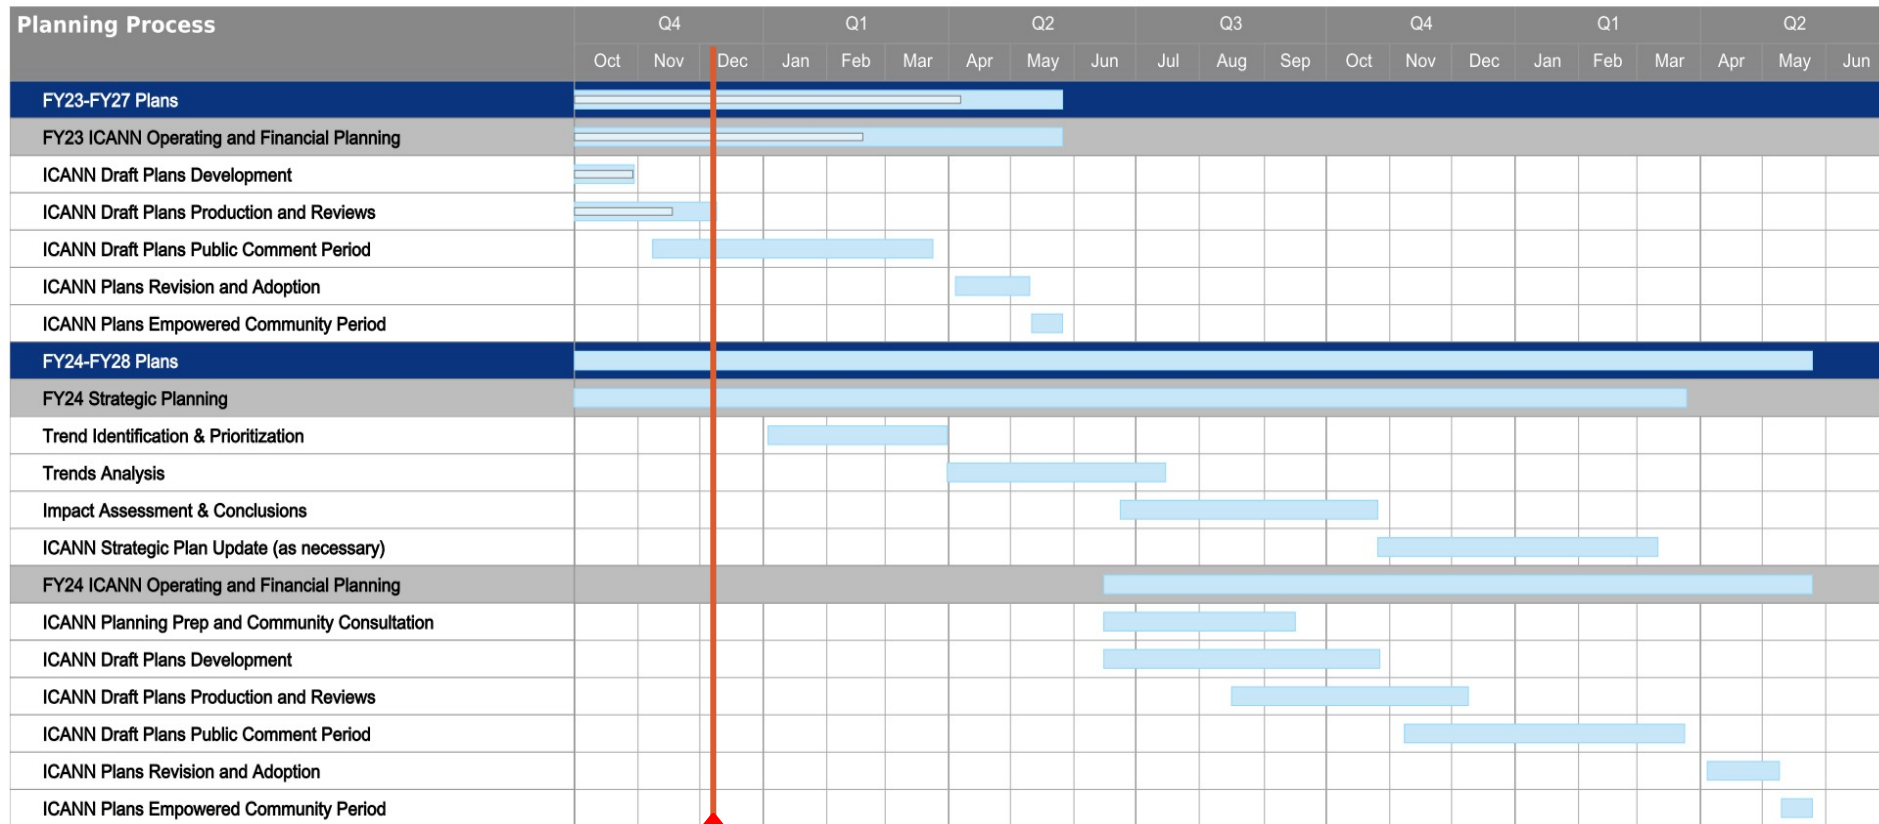 Planning Process Q4 Q1 Q2 Q3 Q4 Q1 Q2
Oct Nov Dec Jan Feb Mar Apr May Jun Jul Aug Sep Oct Nov Dec Jan Feb Mar Apr May Jun
FY23-FY27 Plans
FY23 ICANN Operating and Financial Planning
ICANN Draft Plans Development
ICANN Draft Plans Production and Reviews
ICANN Draft Plans Public Comment Period
ICANN Plans Revision and Adoption
ICANN Plans Empowered Community Period
FY24-FY28 Plans
FY24 Strategic Planning
Trend Identification & Prioritization
Trends Analysis
Impact Assessment & Conclusions
ICANN Strategic Plan Update (as necessary)
FY24 ICANN Operating and Financial Planning
ICANN Planning Prep and Community Consultation
ICANN Draft Plans Development
ICANN Draft Plans Production and Reviews
ICANN Draft Plans Public Comment Period
ICANN Plans Revision and Adoption
ICANN Plans Empowered Community Period